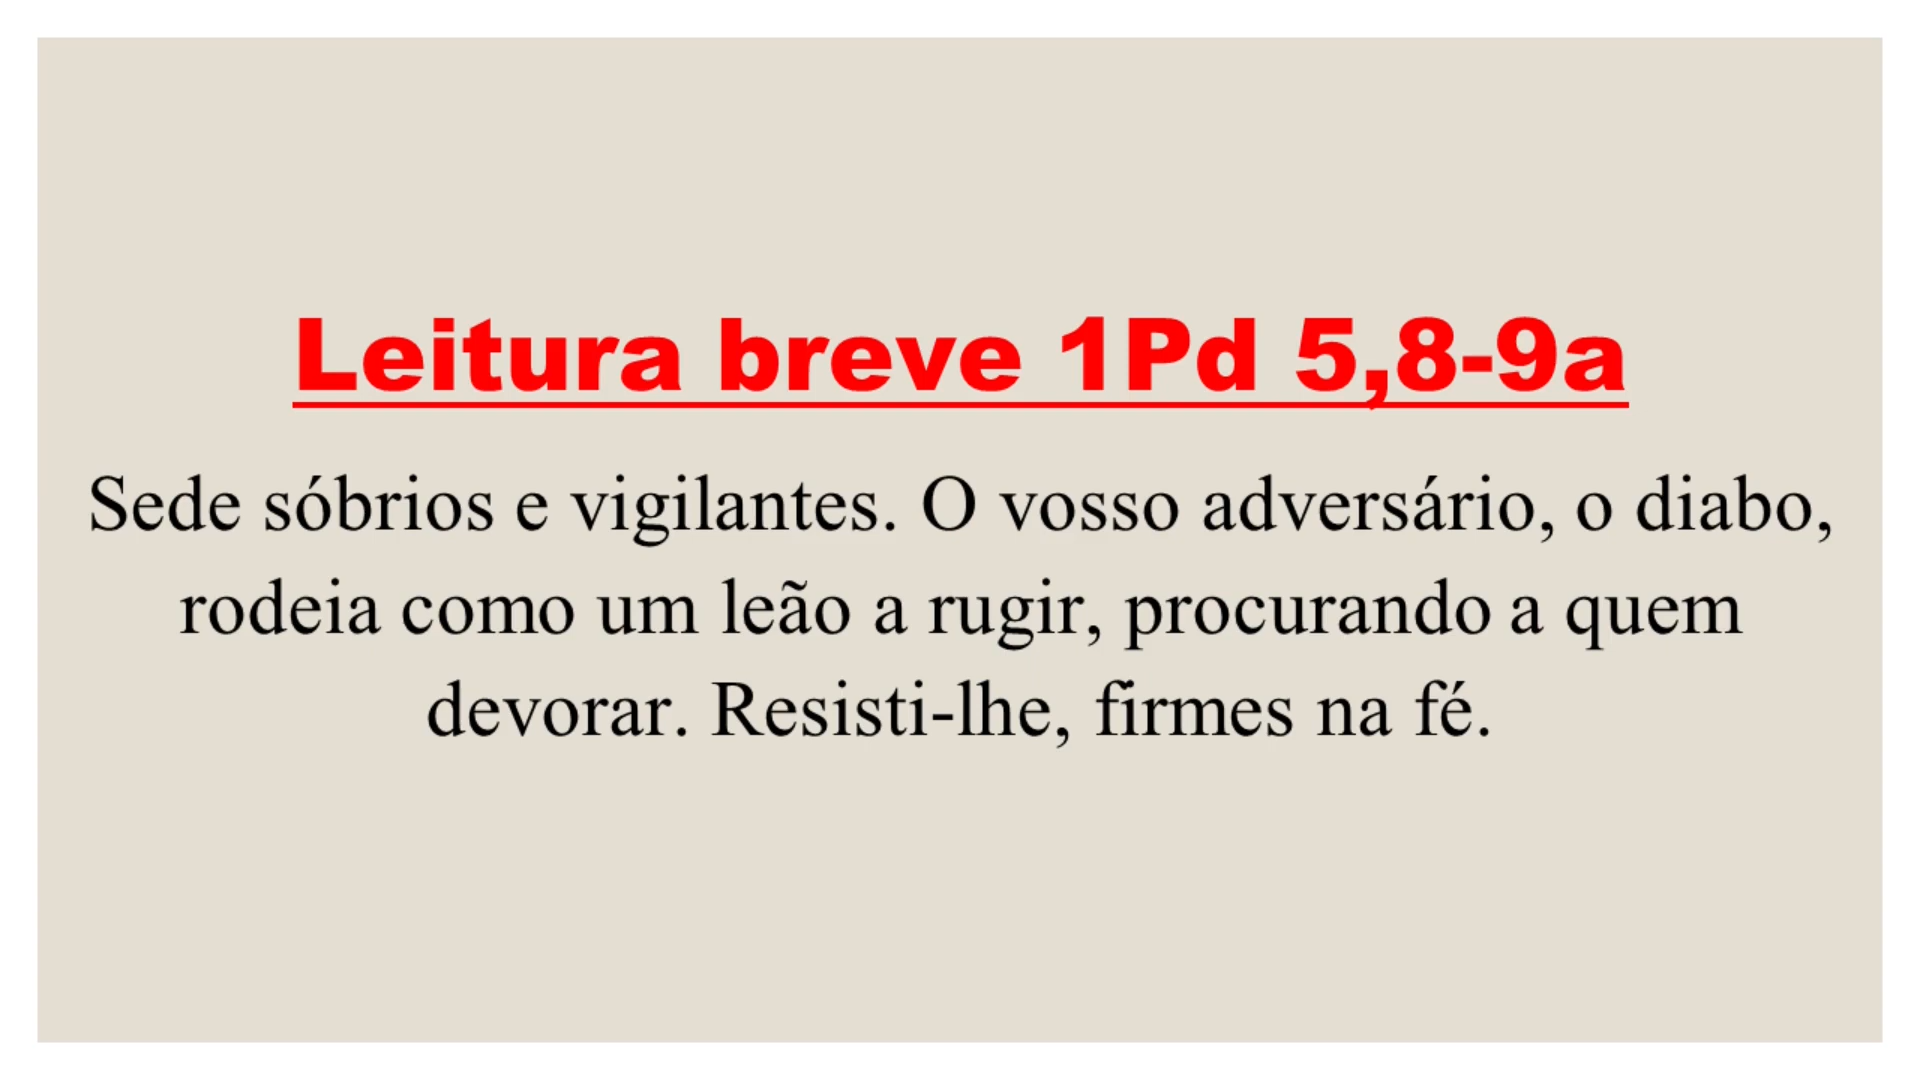 Leitura breve 1Pd 5,8-9a
Sede sóbrios e vigilantes. O vosso adversário, o diabo,
rodeia como um leão a rugir, procurando a quem
devorar. Resisti-lhe, firmes na fé.